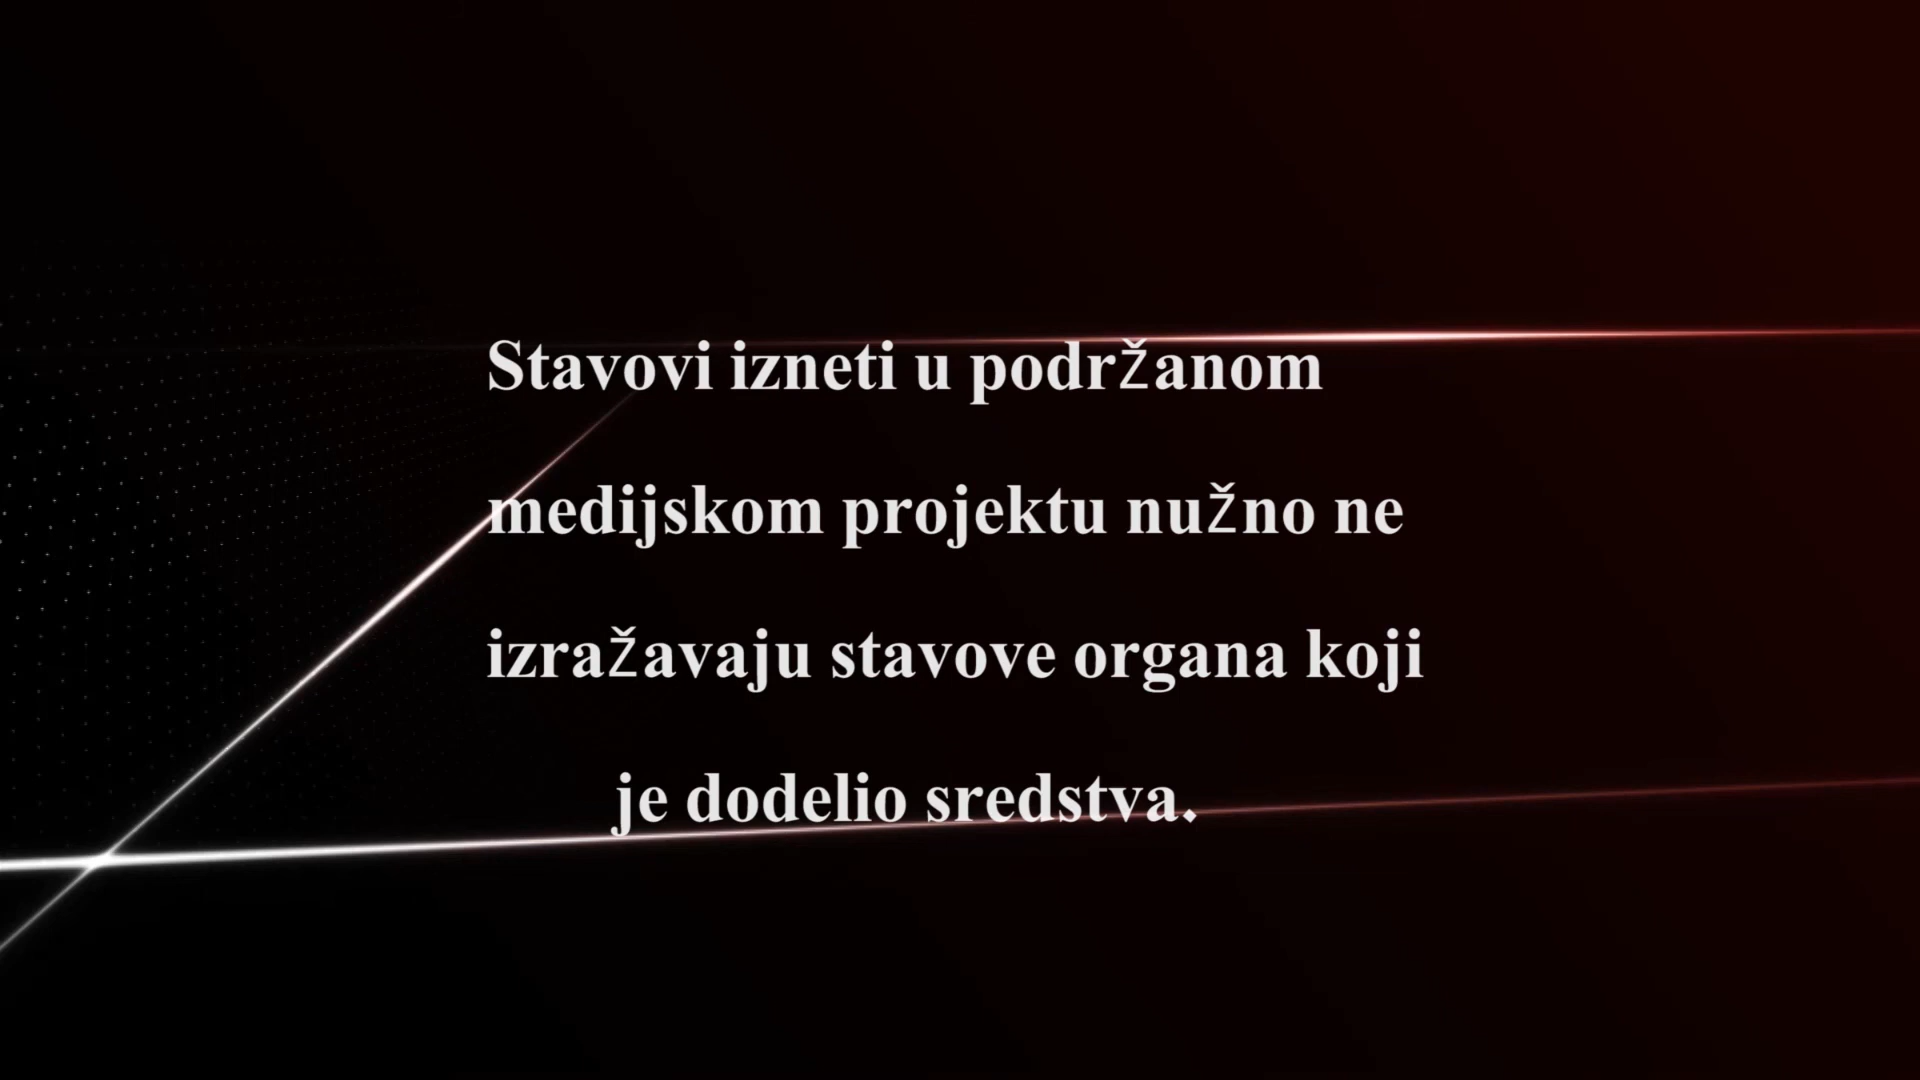 Stavovi izneti u podržanom
medijskom projektu nužno ne
izražavaju stavove organa koji
je dodelio sredstva.